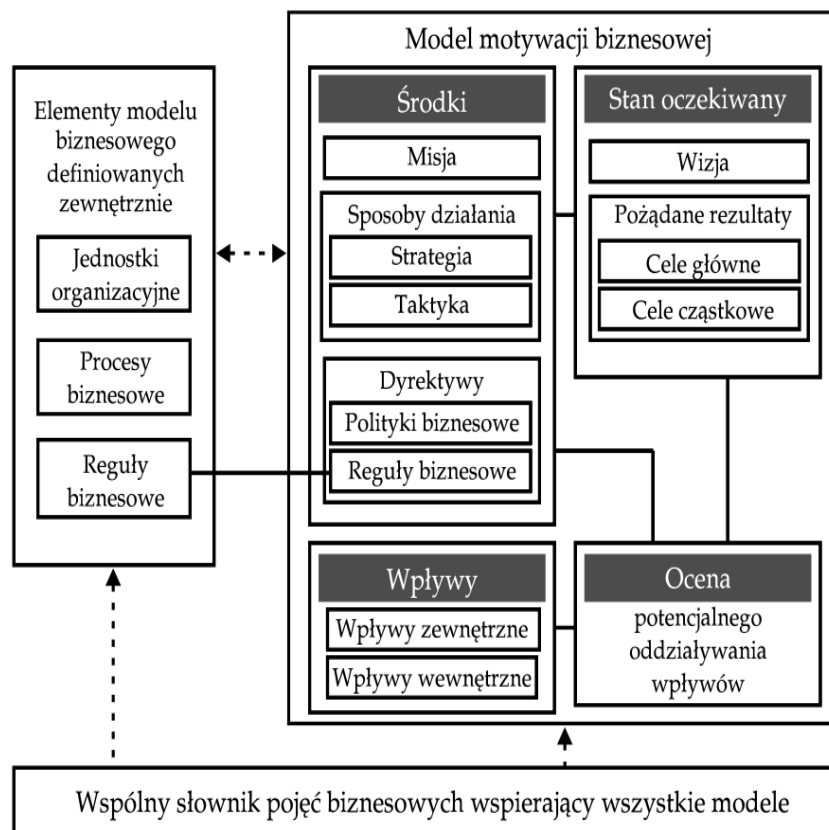 Model motywacji biznesowej
Elementy modelu
biznesowego
definiowanych
zewnętrznie
Jednostki
organizacyjne
Procesy
biznesowe
Reguły
biznesowe
Środki
Misja
Sposoby działania
Strategia
Taktyka
Dyrektywy
Polityki biznesowe
Reguły biznesowe
Stan oczekiwany
Wizja
Pożądane rezultaty
Cele główne
Cele cząstkowe
Wpływy
Wpływy zewnętrzne
Wpływy wewnętrzne
Ocena
potencjalnego
oddziaływania
wpływów
Wspólny słownik pojęć biznesowych wspierający wszystkie modele